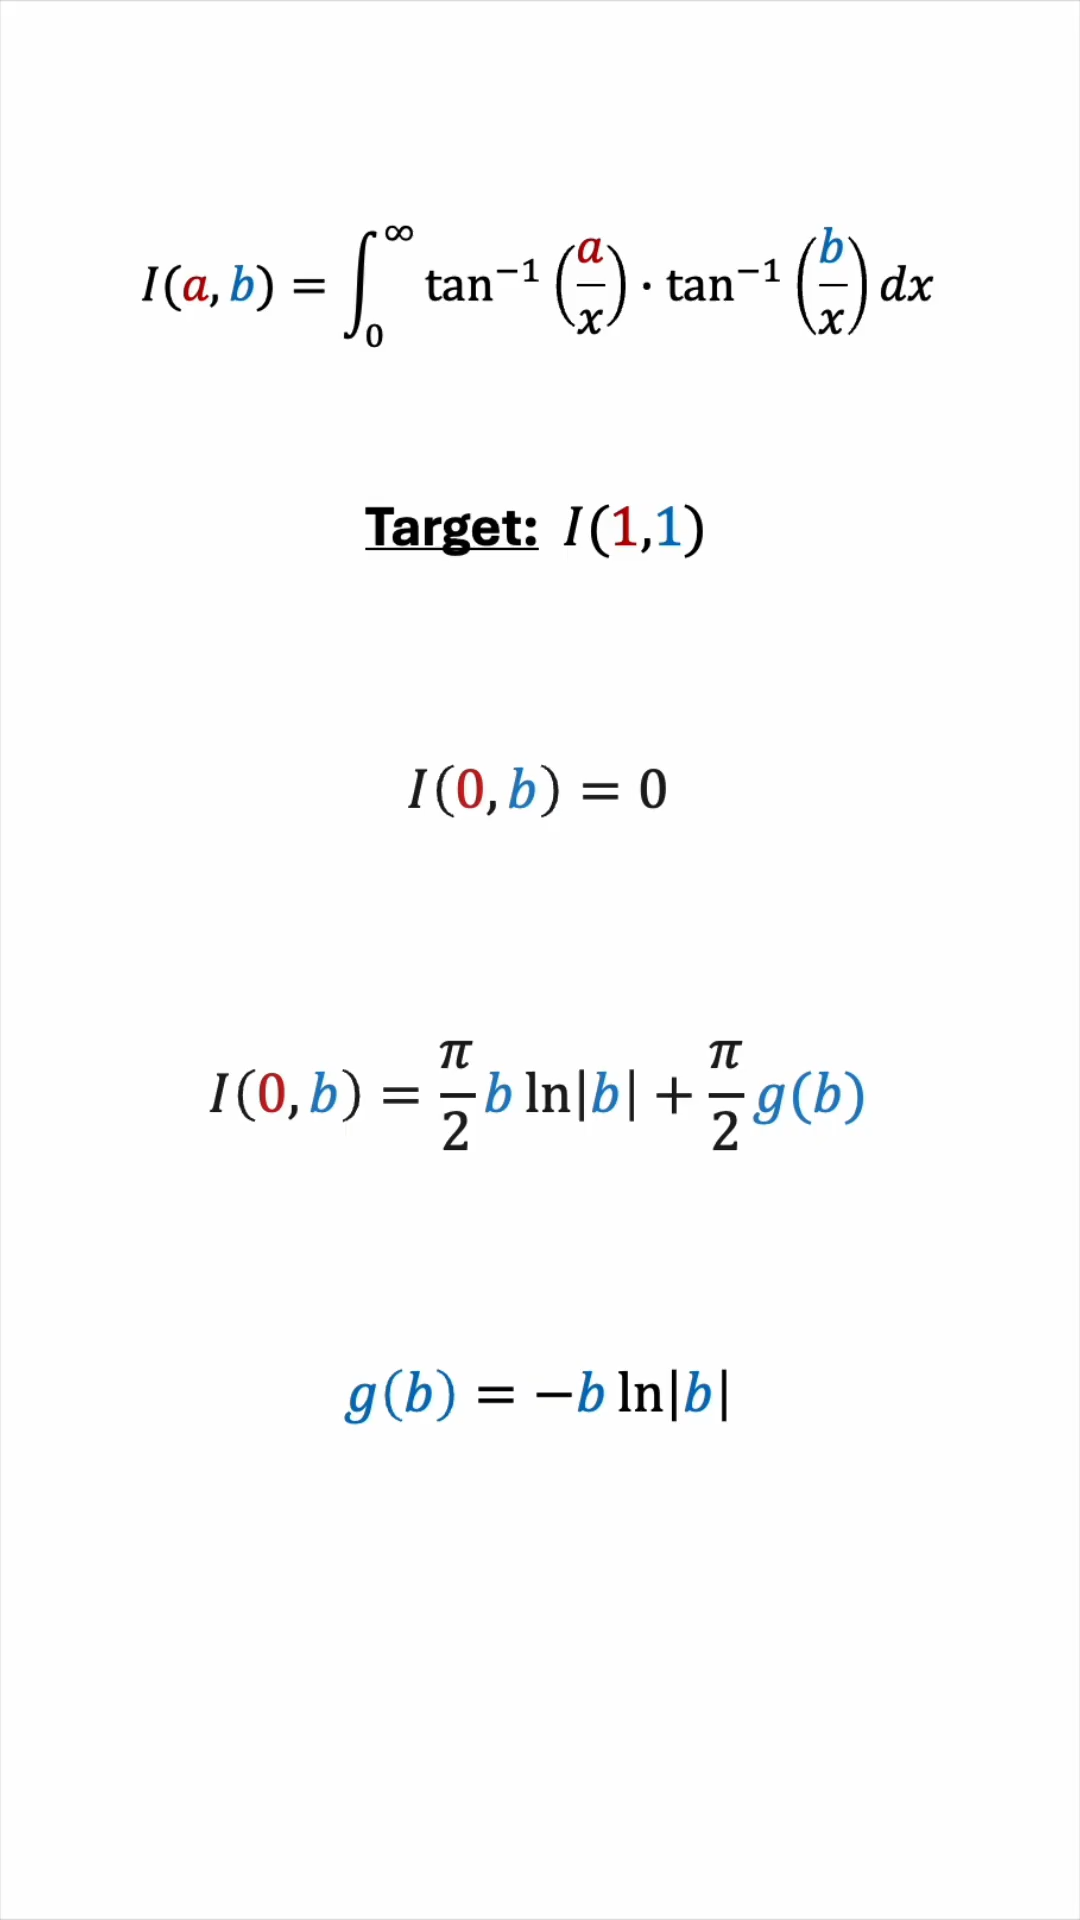 I(a, b) = ∫₀^∞ tan⁻¹(a/x) · tan⁻¹(b/x) dx
Target: I(1,1)
I(0, b) = 0
I(0, b) = π/2 b ln|b| + π/2 g(b)
g(b) = −b ln|b|